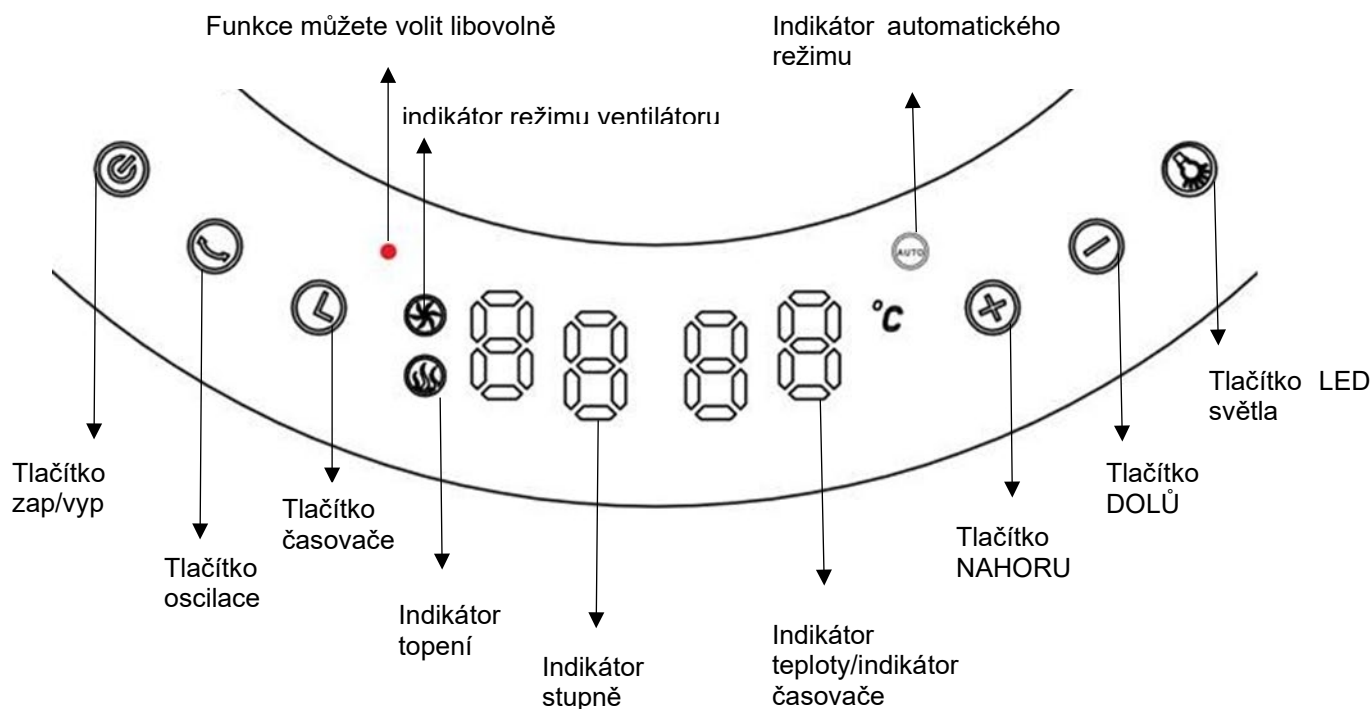 Funkce můžete volit libovolně
Indikátor automatického
režimu
indikátor režimu ventilátoru
AUTO
°C
Tlačítko LED
světla
Tlačítko
zap/vyp
Tlačítko
DOLŮ
Tlačítko
časovače
Tlačítko
NAHORU
Tlačítko
oscilace
Indikátor
topení
Indikátor
stupně
Indikátor
teploty/indikátor
časovače